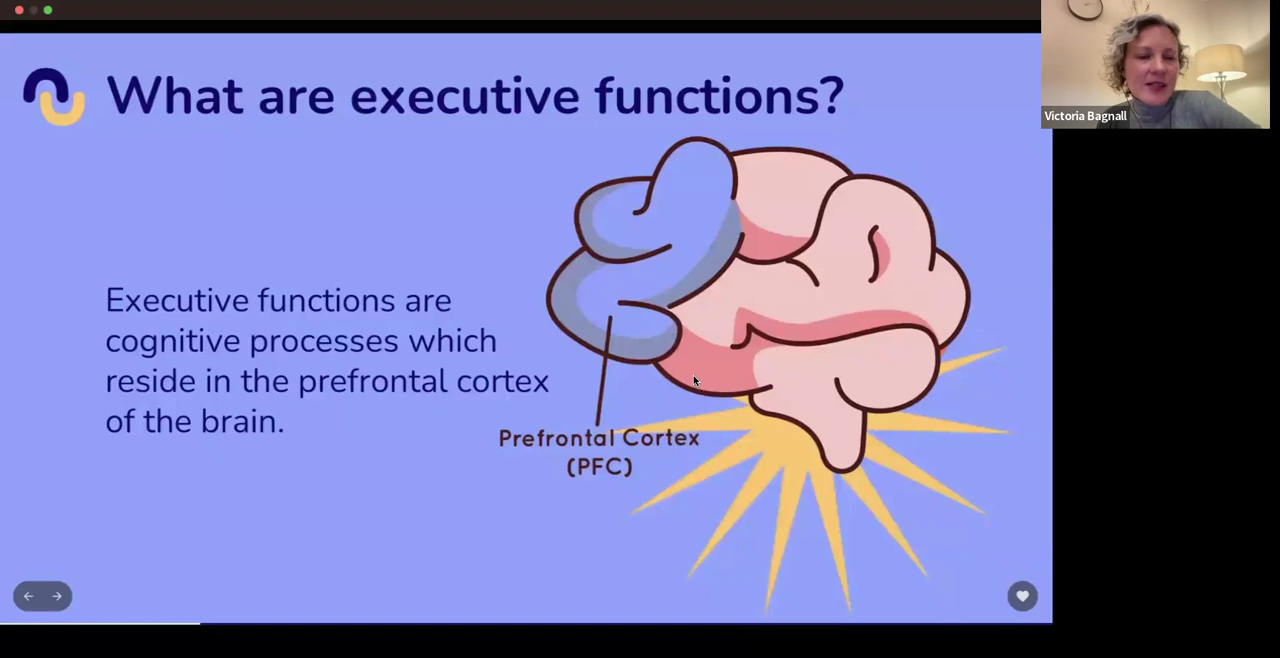 What are executive functions?
Victoria Bagnall
Executive functions are
cognitive processes which
reside in the prefrontal cortex
of the brain.
Prefrontal Cortex
(PFC)